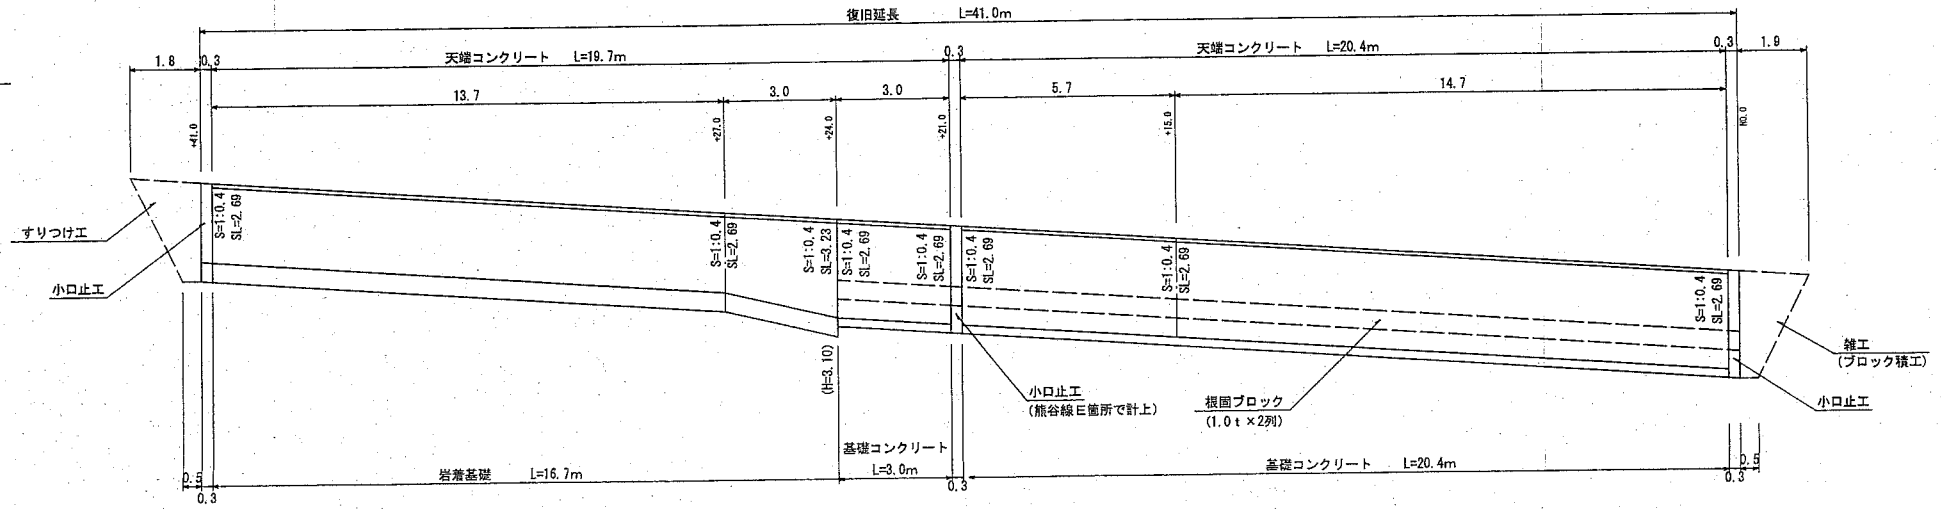 復旧延長 L=41.0m
天端コンクリート L=19.7m
0.3
天端コンクリート L=20.4m
0.3
1.9
1.8
0.3
13.7
3.0
3.0
5.7
14.7
+41.0
+27.0
+24.0
+21.0
+15.0
NO.0
S=1:0.4
SL=2.69
S=1:0.4
SL=2.69
S=1:0.4
SL=3.23
S=1:0.4
SL=2.69
S=1:0.4
SL=2.69
S=1:0.4
SL=2.69
S=1:0.4
SL=2.69
S=1:0.4
SL=2.69
すりつけ工
小口止工
(H=3.10)
小口止工
(熊谷線E箇所で計上)
根固ブロック
(1.0t×2列)
雑工
(ブロック積工)
小口止工
0.5
0.3
岩着基礎 L=16.7m
基礎コンクリート
L=3.0m
0.3
基礎コンクリート L=20.4m
0.3
0.5